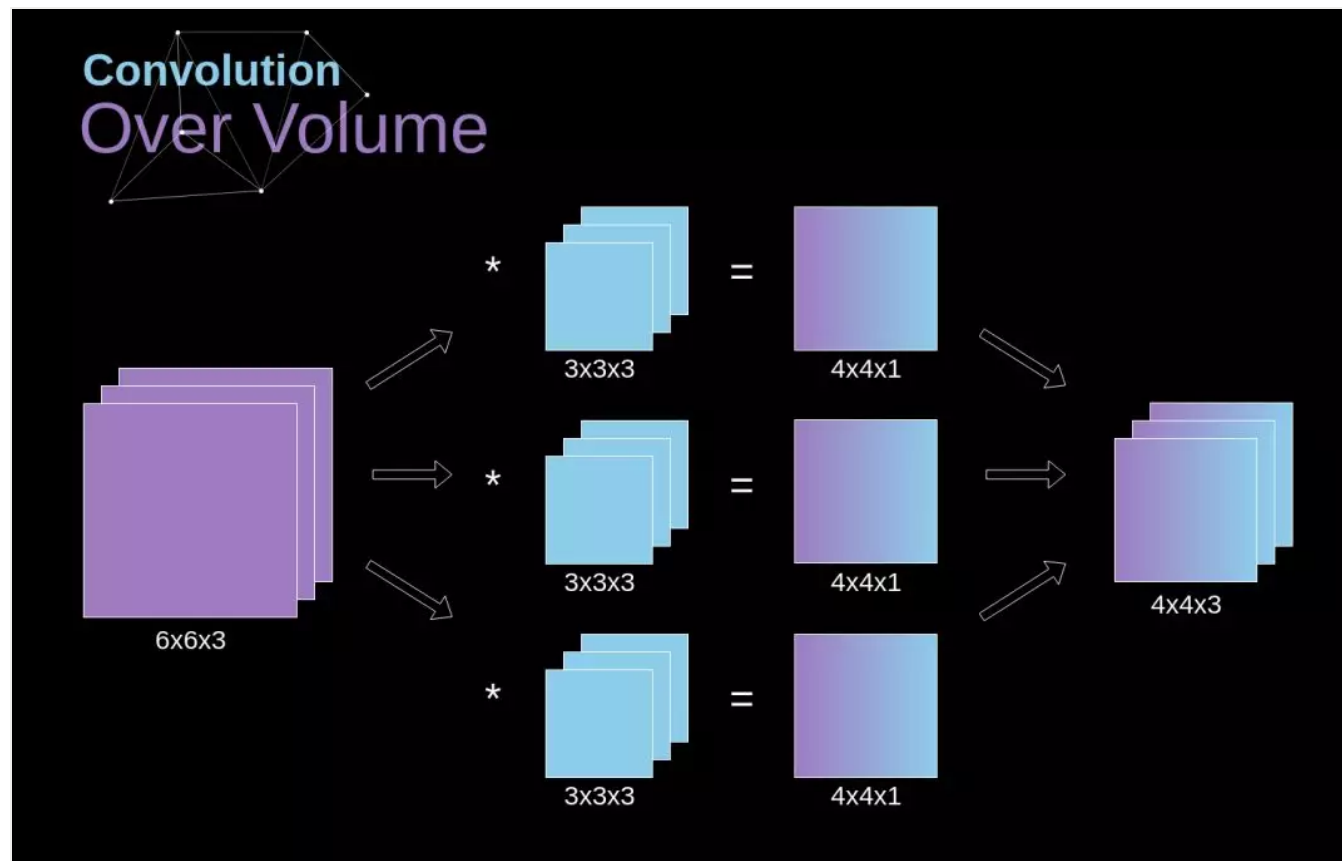 Convolution
Over Volume
* = 
3x3x3 4x4x1
6x6x3
* =
3x3x3 4x4x1
4x4x3
* =
3x3x3 4x4x1